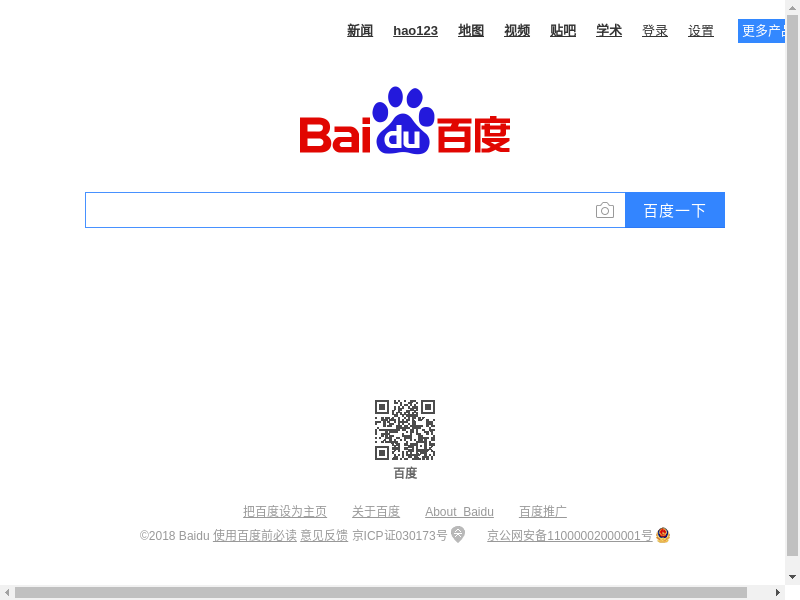 新闻 hao123 地图 视频 贴吧 学术 登录 设置 更多产品
Bai du 百度
百度一下
百度
把百度设为主页 关于百度 About Baidu 百度推广
©2018 Baidu 使用百度前必读 意见反馈 京ICP证030173号 京公网安备11000002000001号